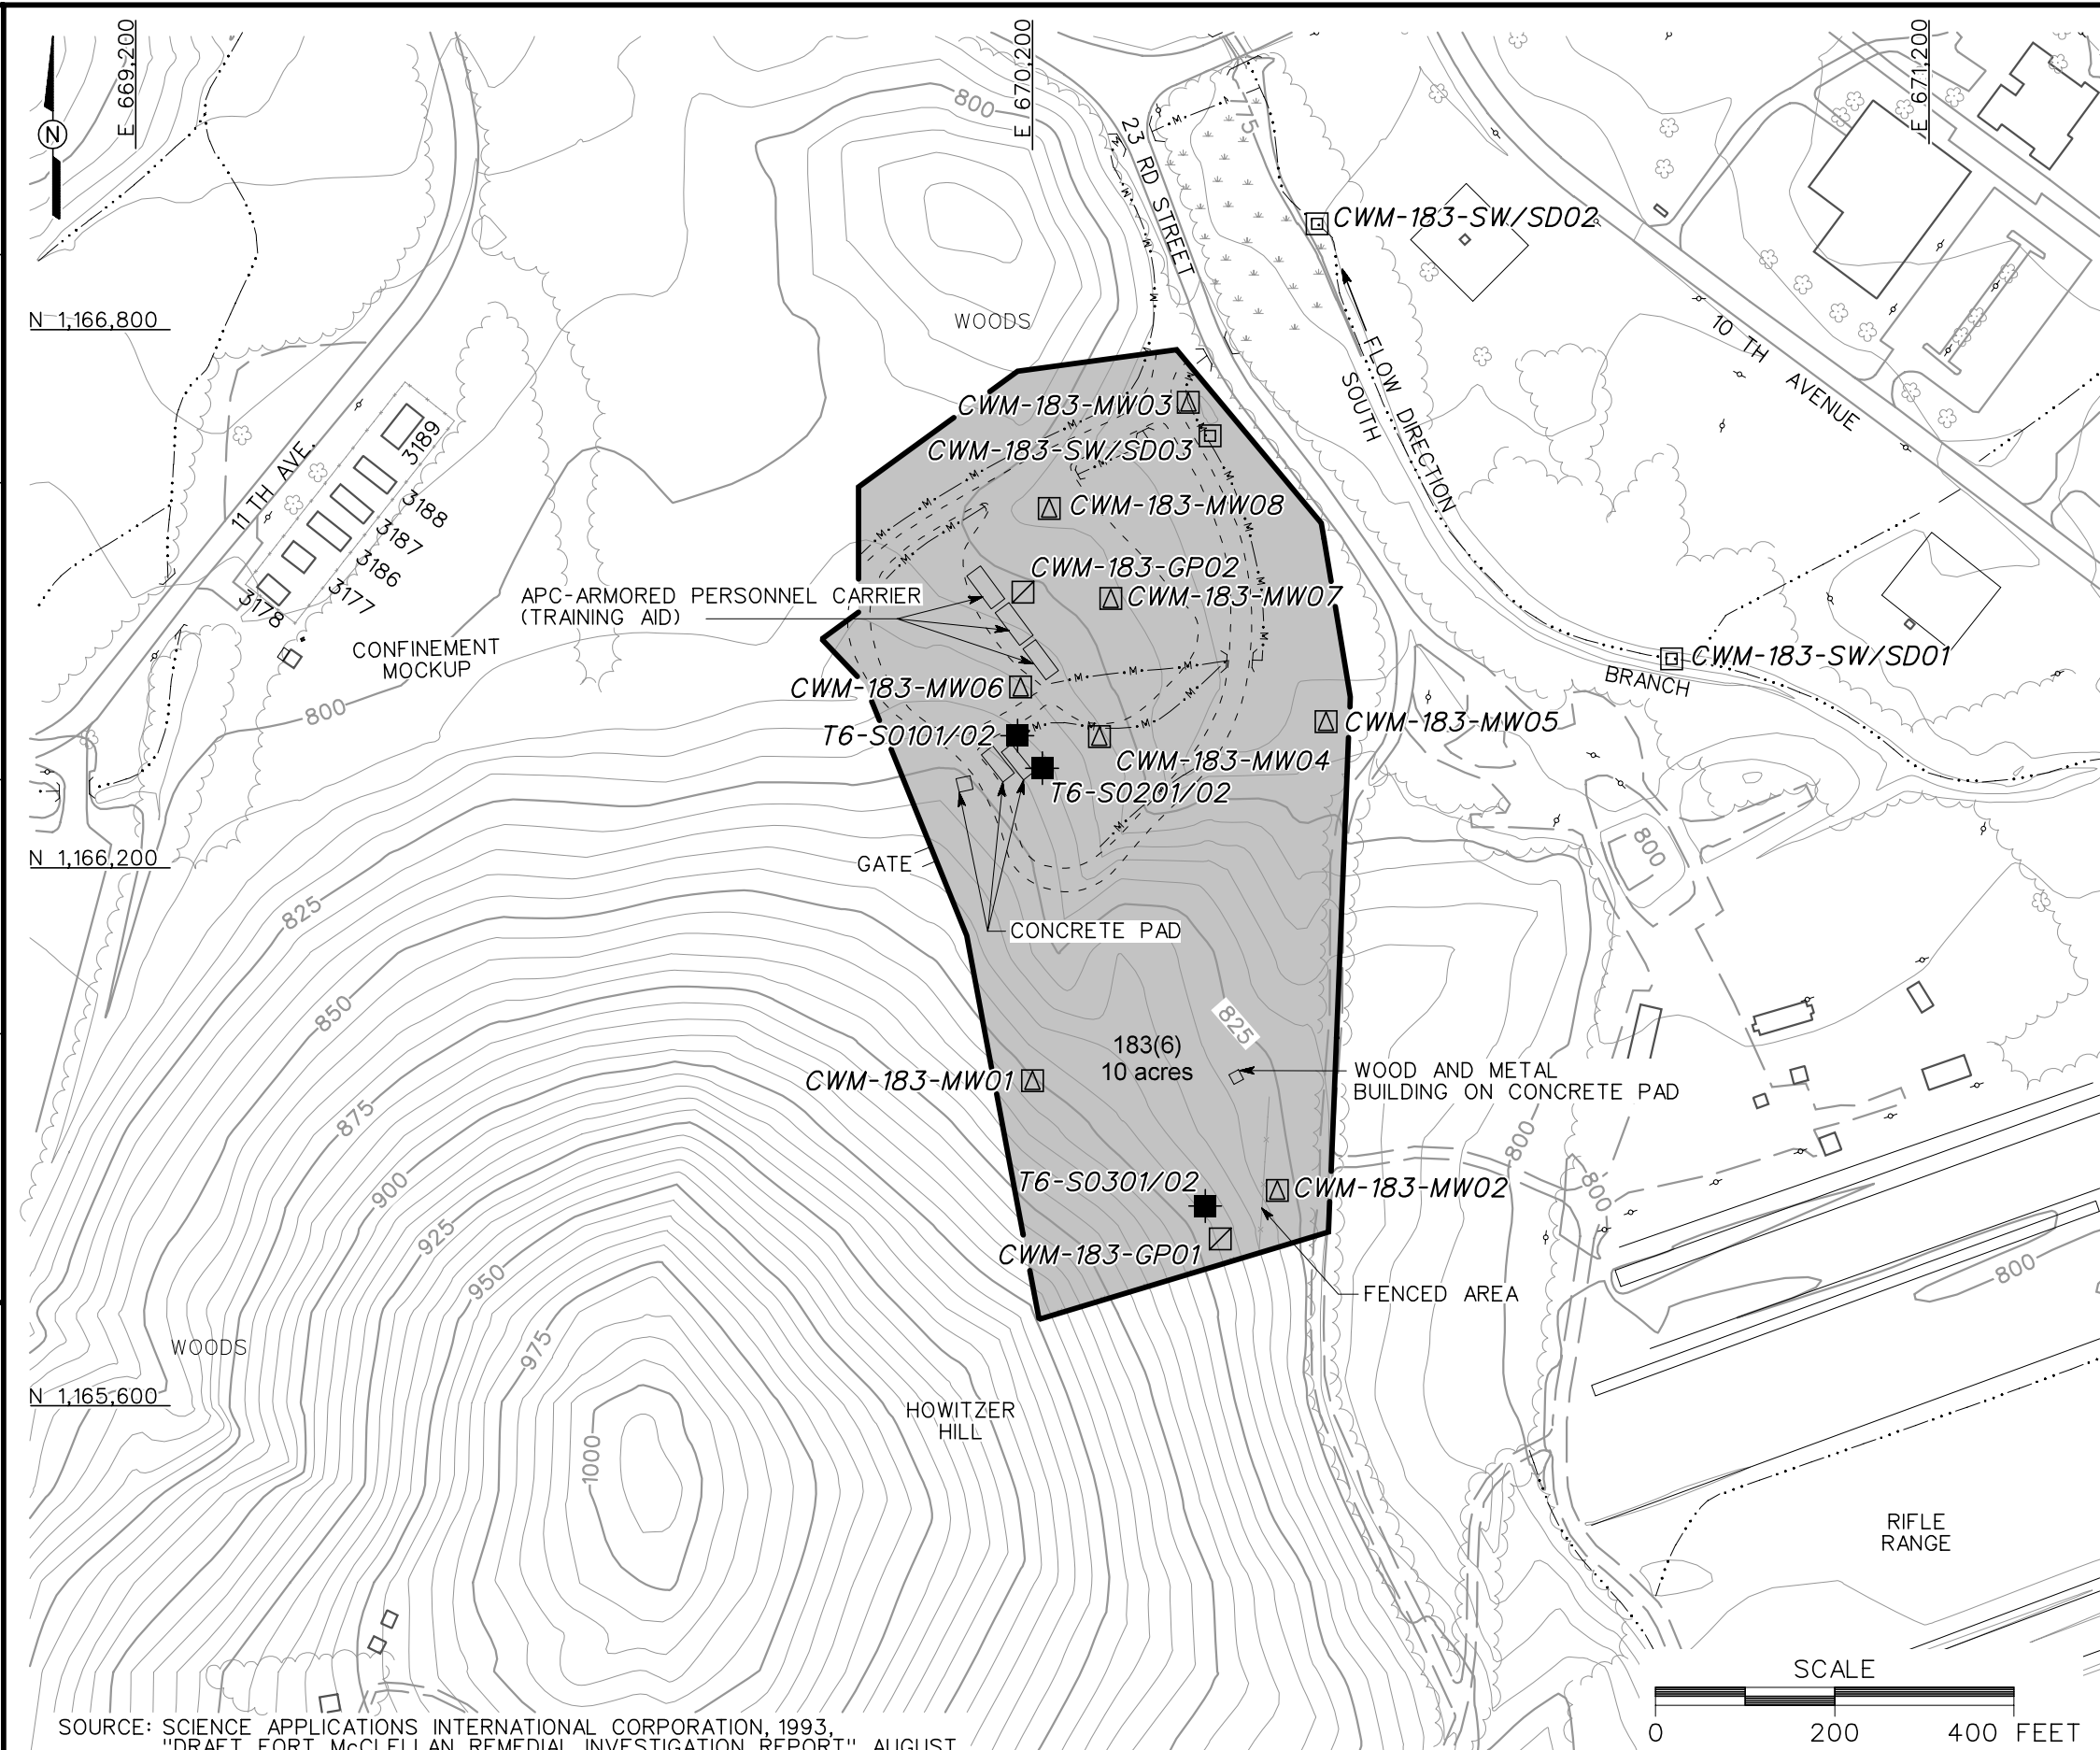 E 669,200
E 670,200
E 671,200
N
800
775
23 RD STREET
CWM-183-SW/SD02
N 1,166,800
WOODS
10 TH AVENUE
FLOW DIRECTION
SOUTH
BRANCH
CWM-183-MW03
CWM-183-SW/SD03
CWM-183-MW08
11 TH AVE.
3189
3188
3187
3186
3177
3178
CWM-183-GP02
CWM-183-MW07
APC-ARMORED PERSONNEL CARRIER
(TRAINING AID)
CONFINEMENT
MOCKUP
CWM-183-SW/SD01
CWM-183-MW06
800
CWM-183-MW05
T6-S0101/02
CWM-183-MW04
T6-S0201/02
N 1,166,200
GATE
800
825
CONCRETE PAD
850
825
183(6)
10 acres
WOOD AND METAL
BUILDING ON CONCRETE PAD
CWM-183-MW01
875
800
T6-S0301/02
CWM-183-MW02
900
800
925
CWM-183-GP01
950
FENCED AREA
800
975
WOODS
N 1,165,600
HOWITZER
HILL
1000
RIFLE
RANGE
SCALE
0 200 400 FEET
SOURCE: SCIENCE APPLICATIONS INTERNATIONAL CORPORATION, 1993,
"DRAFT FORT McCLELLAN REMEDIAL INVESTIGATION REPORT", AUGUST